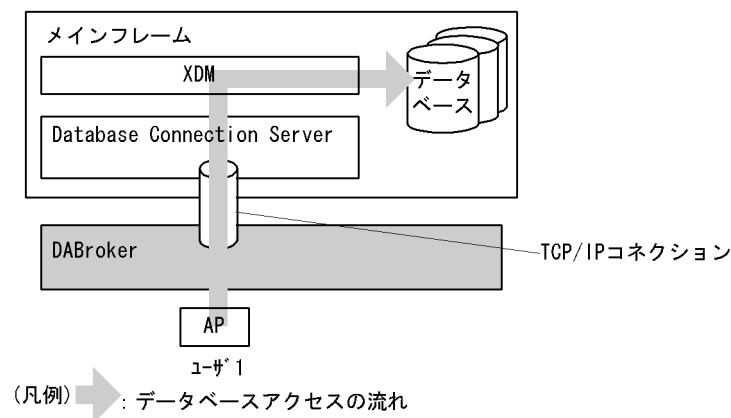 メインフレーム
XDM
データ
ベース
Database Connection Server
DABroker
TCP/IPコネクション
AP
ﾕｰｻﾞ1
(凡例)
：データベースアクセスの流れ